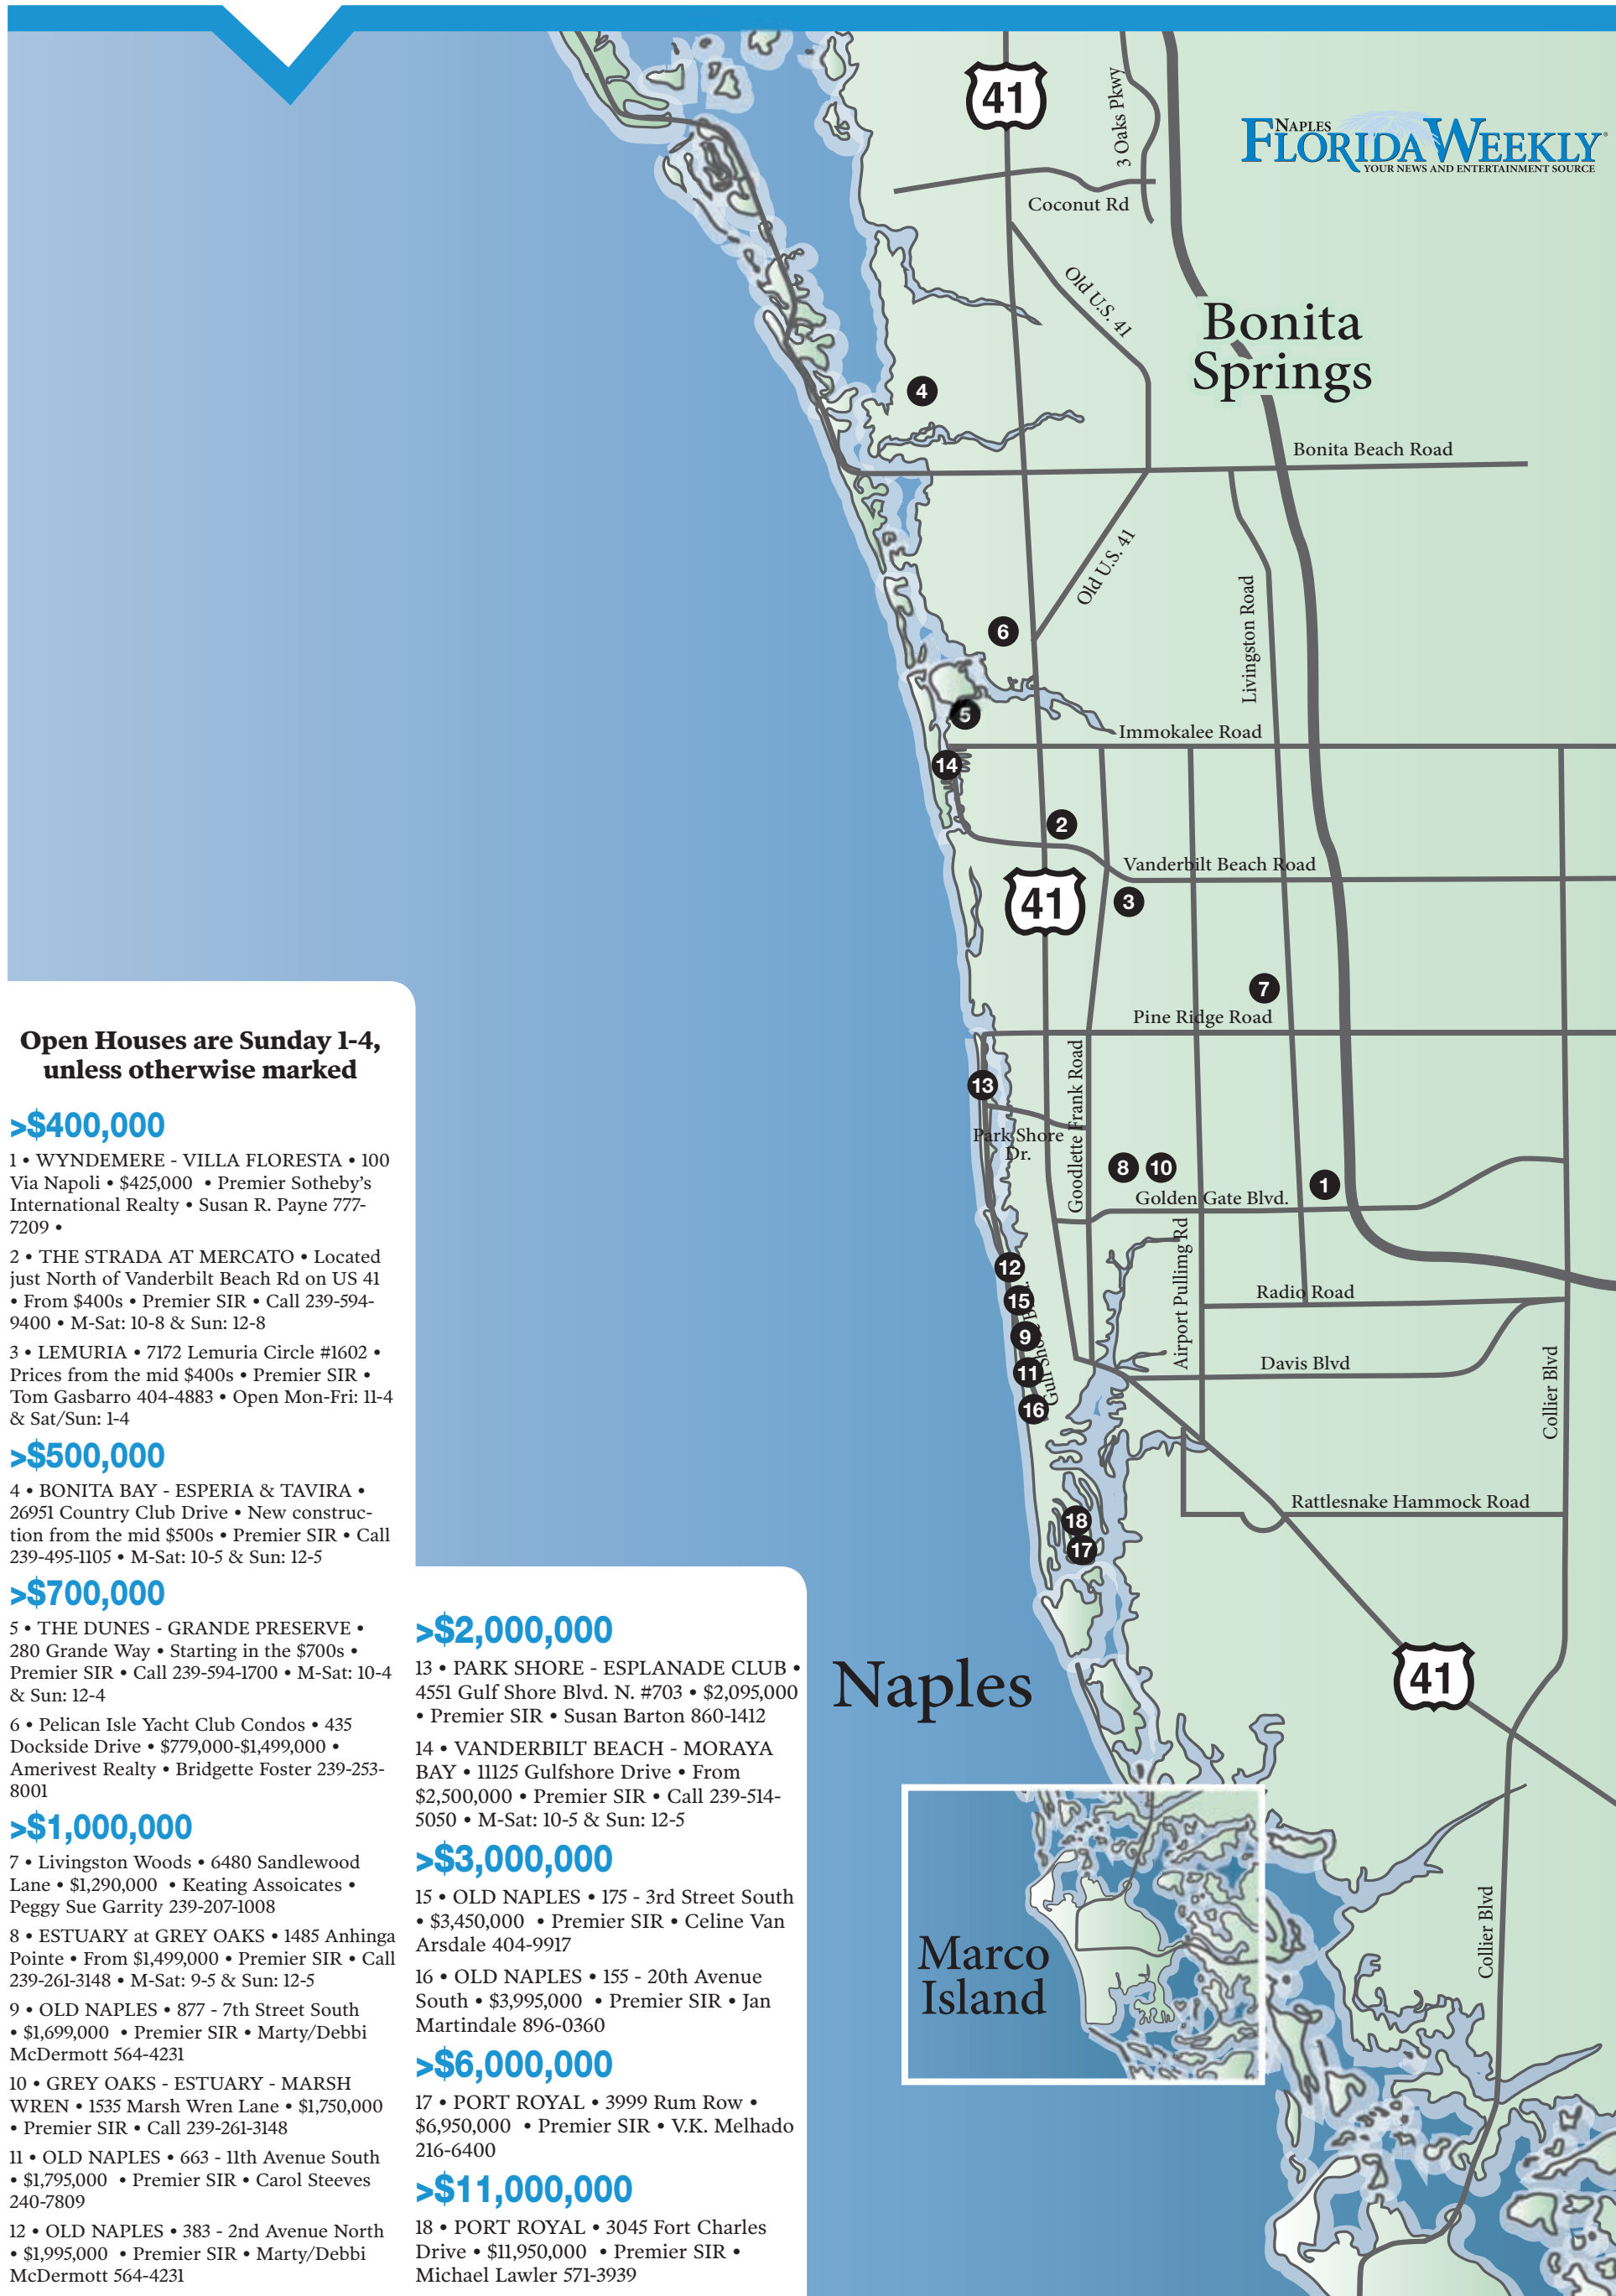 41
3 Oaks Pkwy
NAPLES
FLORIDA WEEKLY®
YOUR NEWS AND ENTERTAINMENT SOURCE
Coconut Rd
Old U.S. 41
Bonita
Springs
4
Bonita Beach Road
Old U.S. 41
Livingston Road
6
5
Immokalee Road
14
2
Vanderbilt Beach Road
41
3
7
Pine Ridge Road
13
Goodlette Frank Road
Park Shore
Dr.
8
10
1
Golden Gate Blvd.
Airport Pullimg Rd
12
15
Radio Road
9
11
Davis Blvd
16
Collier Blvd
Rattlesnake Hammock Road
18
17
41
Naples
Marco
Island
Collier Blvd
Open Houses are Sunday 1-4,
unless otherwise marked
>$400,000
1 • WYNDEMERE - VILLA FLORESTA • 100
Via Napoli • $425,000 • Premier Sotheby's
International Realty • Susan R. Payne 777-
7209 •
2 • THE STRADA AT MERCATO • Located
just North of Vanderbilt Beach Rd on US 41
• From $400s • Premier SIR • Call 239-594-
9400 • M-Sat: 10-8 & Sun: 12-8
3 • LEMURIA • 7172 Lemuria Circle #1602 •
Prices from the mid $400s • Premier SIR •
Tom Gasbarro 404-4883 • Open Mon-Fri: 11-4
& Sat/Sun: 1-4
>$500,000
4 • BONITA BAY - ESPERIA & TAVIRA •
26951 Country Club Drive • New construc-
tion from the mid $500s • Premier SIR • Call
239-495-1105 • M-Sat: 10-5 & Sun: 12-5
>$700,000
5 • THE DUNES - GRANDE PRESERVE •
280 Grande Way • Starting in the $700s •
Premier SIR • Call 239-594-1700 • M-Sat: 10-4
& Sun: 12-4
6 • Pelican Isle Yacht Club Condos • 435
Dockside Drive • $779,000-$1,499,000 •
Amerivest Realty • Bridgette Foster 239-253-
8001
>$1,000,000
7 • Livingston Woods • 6480 Sandlewood
Lane • $1,290,000 • Keating Assoicates •
Peggy Sue Garrity 239-207-1008
8 • ESTUARY at GREY OAKS • 1485 Anhinga
Pointe • From $1,499,000 • Premier SIR • Call
239-261-3148 • M-Sat: 9-5 & Sun: 12-5
9 • OLD NAPLES • 877 - 7th Street South
• $1,699,000 • Premier SIR • Marty/Debbi
McDermott 564-4231
10 • GREY OAKS - ESTUARY - MARSH
WREN • 1535 Marsh Wren Lane • $1,750,000
• Premier SIR • Call 239-261-3148
11 • OLD NAPLES • 663 - 11th Avenue South
• $1,795,000 • Premier SIR • Carol Steeves
240-7809
12 • OLD NAPLES • 383 - 2nd Avenue North
• $1,995,000 • Premier SIR • Marty/Debbi
McDermott 564-4231
>$2,000,000
13 • PARK SHORE - ESPLANADE CLUB •
4551 Gulf Shore Blvd. N. #703 • $2,095,000
• Premier SIR • Susan Barton 860-1412
14 • VANDERBILT BEACH - MORAYA
BAY • 11125 Gulfshore Drive • From
$2,500,000 • Premier SIR • Call 239-514-
5050 • M-Sat: 10-5 & Sun: 12-5
>$3,000,000
15 • OLD NAPLES • 175 - 3rd Street South
• $3,450,000 • Premier SIR • Celine Van
Arsdale 404-9917
16 • OLD NAPLES • 155 - 20th Avenue
South • $3,995,000 • Premier SIR • Jan
Martindale 896-0360
>$6,000,000
17 • PORT ROYAL • 3999 Rum Row •
$6,950,000 • Premier SIR • V.K. Melhado
216-6400
>$11,000,000
18 • PORT ROYAL • 3045 Fort Charles
Drive • $11,950,000 • Premier SIR •
Michael Lawler 571-3939